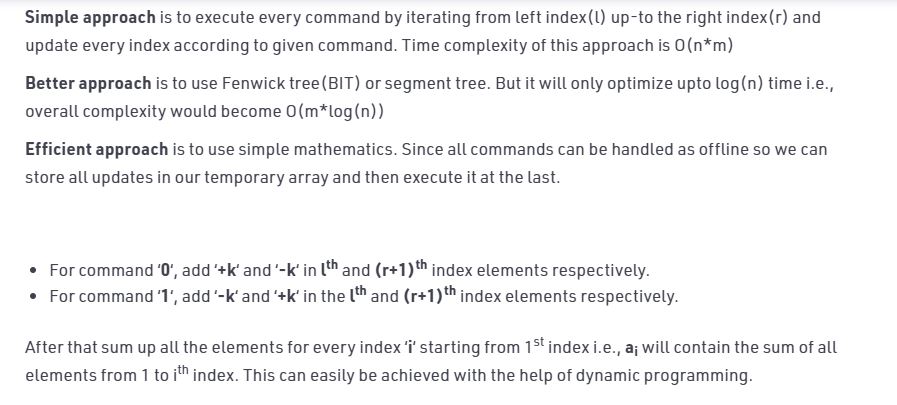 Simple approach is to execute every command by iterating from left index(l) up-to the right index(r) and
update every index according to given command. Time complexity of this approach is O(n*m)
Better approach is to use Fenwick tree(BIT) or segment tree. But it will only optimize upto log(n) time i.e.,
overall complexity would become O(m*log(n))
Efficient approach is to use simple mathematics. Since all commands can be handled as offline so we can
store all updates in our temporary array and then execute it at the last.
• For command ‘0‘, add ‘+k‘ and ‘-k‘ in lth and (r+1)th index elements respectively.
• For command ‘1‘, add ‘-k‘ and ‘+k‘ in the lth and (r+1)th index elements respectively.
After that sum up all the elements for every index ‘i‘ starting from 1st index i.e., ai will contain the sum of all
elements from 1 to ith index. This can easily be achieved with the help of dynamic programming.